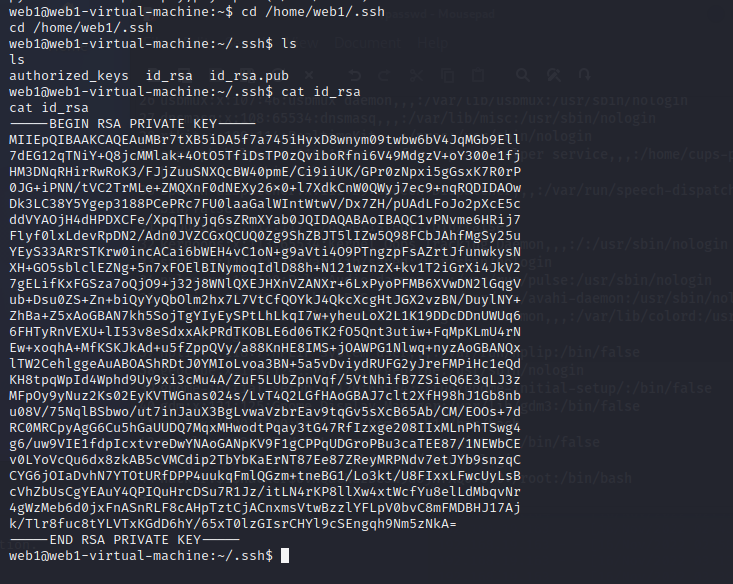 web1@web1-virtual-machine:~$ cd /home/web1/.ssh
cd /home/web1/.ssh
web1@web1-virtual-machine:~/.ssh$ ls
ls
authorized_keys  id_rsa  id_rsa.pub
web1@web1-virtual-machine:~/.ssh$ cat id_rsa
cat id_rsa
-----BEGIN RSA PRIVATE KEY-----
MIIEpQIBAAKCAQEAuMBr7tXB5iDA5f7a745iHyxD8wnym09twbw6bV4JqMGb9Ell
7dEG12qTNiY+Q8jcMMlak+4OtO5TfiDsTP0zQviboRfni6V49MdgzV+oY300e1fj
HM3DNqRHirRwRoK3/FJjZuuSNXQcBW40pmE/Ci9iiUK/GPr0zNpxi5gGsxK7R0rP
0JG+iPNN/tVC2TrMLe+ZMQXnF0dNEXy26×0+l7XdkCnW0QWyj7ec9+nqRQDIDAOw
Dk3LC38Y5Ygep3188PCePRc7FU0laaGalWIntWtwV/Dx7ZH/pUAdLFoJo2pXcE5c
ddVYAOjH4dHPDXCFe/XpqThyjq6sZRmXYab0JQIDAQABAoIBAQC1vPNvme6HRij7
Flyf0lxLdevRpDN2/Adn0JVZCGxQCUQ0Zg9ShZBJT5lIZw5Q98FCbJAhfMgSy25u
YEyS33ARrSTKrw0incACai6bWEH4vC1oN+g9aVti4O9PTngzpFsAZrtJfunwkysN
XH+GO5sblclEZNg+5n7xFOElBINymoqIdlD88h+N121wznzX+kv1T2iGrXi4JkV2
7gELifKxFGSza7oQjO9+j32j8WNlQXEJHXnVZANXr+6LxPyoPFMB6XVwDN2lGqgV
ub+Dsu0ZS+Zn+biQyYyQbOlm2hx7L7VtCfQOYkJ4QkcXcgHtJGX2vzBN/DuylNY+
ZhBa+Z5xAoGBAN7kh5SojTgYIyEySPtLhLkqI7w+yheuLoX2L1K19DDcDDnUWUq6
6FHTyRnVEXU+lI53v8eSdxxAkPRdTKOBLE6d06TK2fO5Qnt3utiw+FqMpKLmU4rN
Ew+xoqhA+MfKSKJkAd+u5fZppQVy/a88KnHE8IMS+jOAWPG1Nlwq+nyzAoGBANQx
lTW2CehlggeAuABOAShRDtJ0YMIoLvoa3BN+5a5vDviydRUFG2yJreFMPiHc1eQd
KH8tpqWpId4Wphd9Uy9xi3cMu4A/ZuF5LUbZpnVqf/5VtNhifB7ZSieQ6E3qLJ3z
MFpOy9yNuz2Ks02EyKVTWGnas024s/LvT4Q2LGfHAoGBAJ7clt2XfH98hJ1Gb8nb
u08V/75NqlBSbwo/ut7inJauX3BgLvwaVzbrEav9tqGv5sXcB65Ab/CM/EOOs+7d
RC0MRCpyAgG6Cu5hGaUUDQ7MqxMHwodtPqay3tG47RfIzxge208IIxMLnPhTSwg4
g6/uw9VIE1fdpIcxtvreDwYNAoGANpKV9F1gCPPqUDGroPBu3caTEE87/1NEWbCE
v0LYoVcQu6dx8zkAB5cVMCdip2TbYbKaErNT87Ee87ZReyMRPNdv7etJYb9snzqC
CYG6jOIaDvhN7YTOtURfDPP4uukqFmlQGzm+tneBG1/Lo3kt/U8FIxxLFwcUyLsB
cVhZbUsCgYEAuY4QPIQuHrcDSu7R1Jz/itLN4rKP8llXw4xtWcfYu8elLdMbqvNr
4gWzMeb6d0jxFnASnRLF8cAHpTztCjACnxmsVtwBzzlYFLpV0bvC8mFMDBHJ17Aj
k/Tlr8fuc8tYLVTxKGdD6hY/65xT0lzGIsrCHYl9cSEngqh9Nm5zNkA=
-----END RSA PRIVATE KEY-----
web1@web1-virtual-machine:~/.ssh$